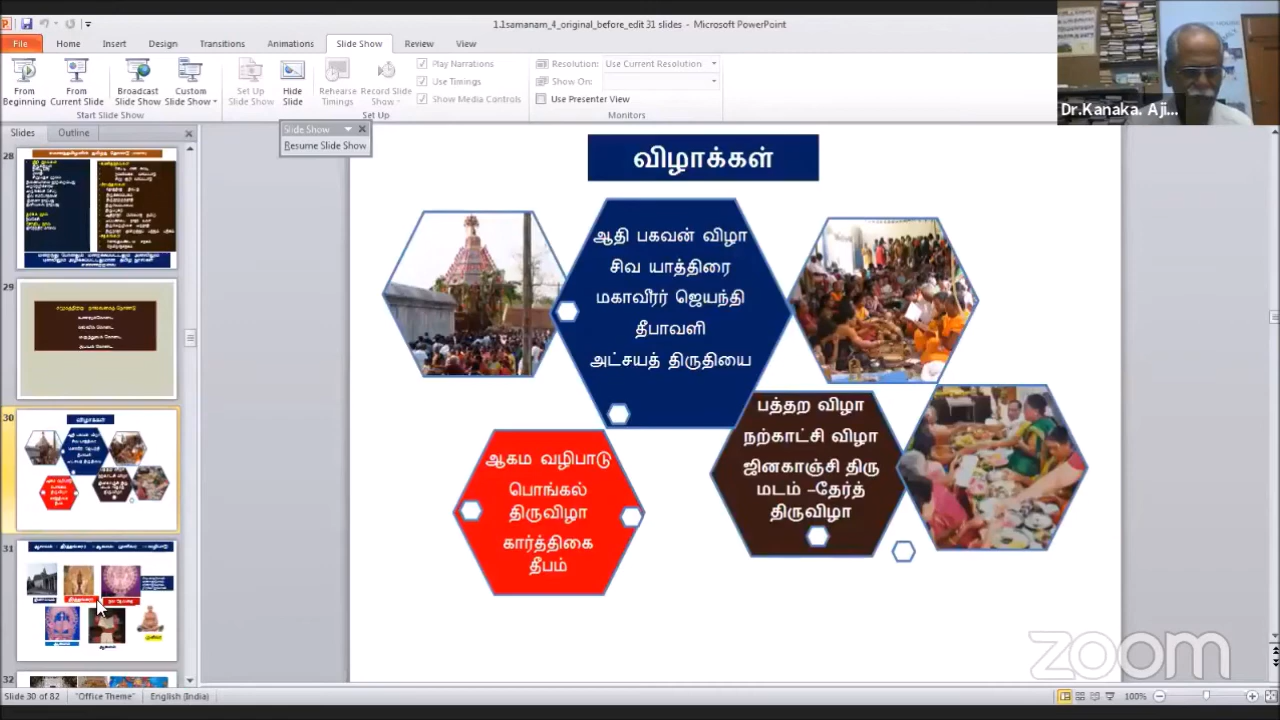 1.1samanam_4_original_before_edit 31 slides - Microsoft PowerPoint
File Home Insert Design Transitions Animations Slide Show Review View
From Beginning
From Current Slide
Broadcast Slide Show
Custom Slide Show
Set Up Slide Show
Hide Slide
Rehearse Timings
Record Slide Show
Play Narrations
Use Timings
Show Media Controls
Resolution: Use Current Resolution
Show On:
Use Presenter View
Start Slide Show
Set Up
Monitors
Dr.Kanaka. Aji...
Slides Outline
Slide Show
Resume Slide Show
28
29
30
31
32
விழாக்கள்
ஆதி பகவன் விழா
சிவ யாத்திரை
மகாவீரர் ஜெயந்தி
தீபாவளி
அட்சயத் திருதியை
பத்தற விழா
நற்காட்சி விழா
ஜினகாஞ்சி திரு
மடம் –தேர்த்
திருவிழா
ஆகம வழிபாடு
பொங்கல்
திருவிழா
கார்த்திகை
தீபம்
zoom
Slide 30 of 82 "Office Theme" English (India) 100%